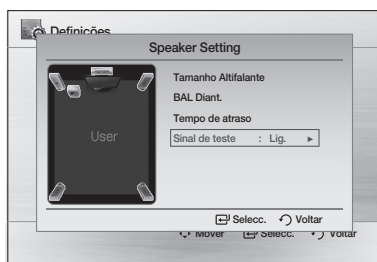 Definições
Speaker Setting
Tamanho Altifalante
BAL Diant.
Tempo de atraso
Sinal de teste : Lig. ►
User
Selecc. Voltar
Mover Selecc. Voltar